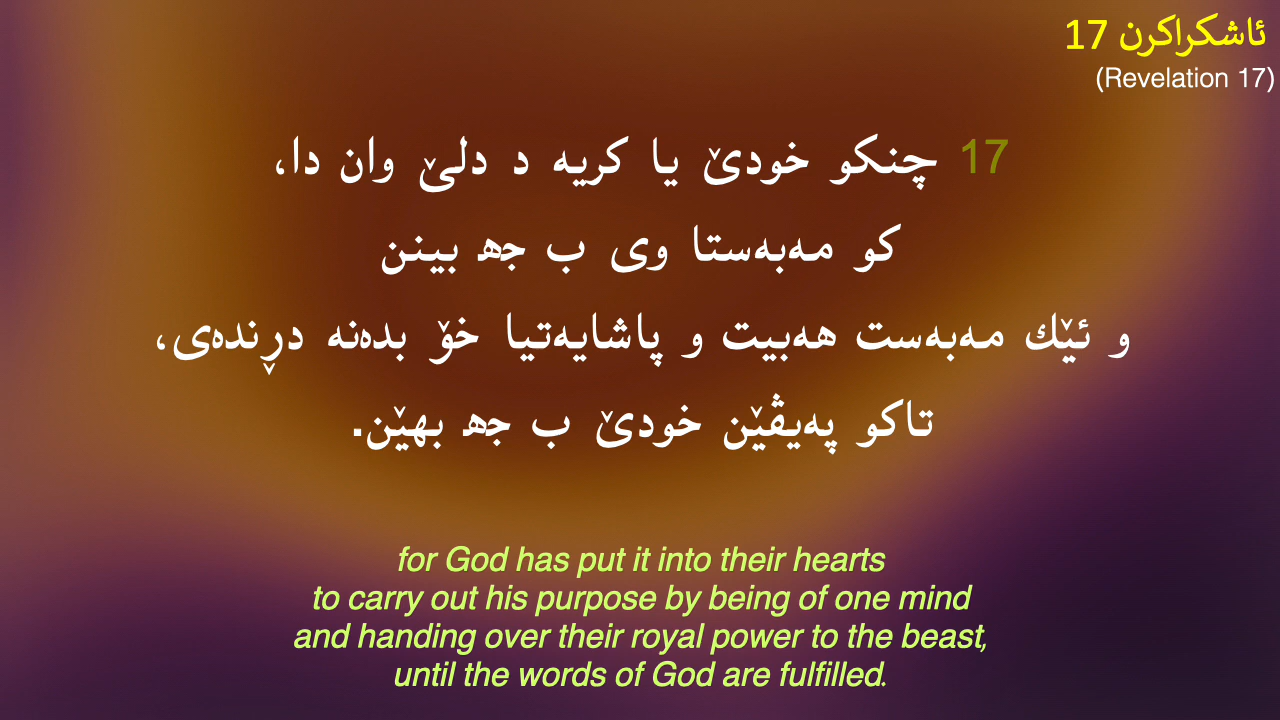 ئاشکراکرن 17
(Revelation 17)
17 چنکو خودێ یا کریە د دلێ وان دا،
کو مەبەستا وی ب جھ بینن
و ئێك مەبەست هەبیت و پاشایەتیا خۆ بدەنە دڕندەی،
تاکو پەیڤێن خودێ ب جھ بهێن.
for God has put it into their hearts
to carry out his purpose by being of one mind
and handing over their royal power to the beast,
until the words of God are fulfilled.